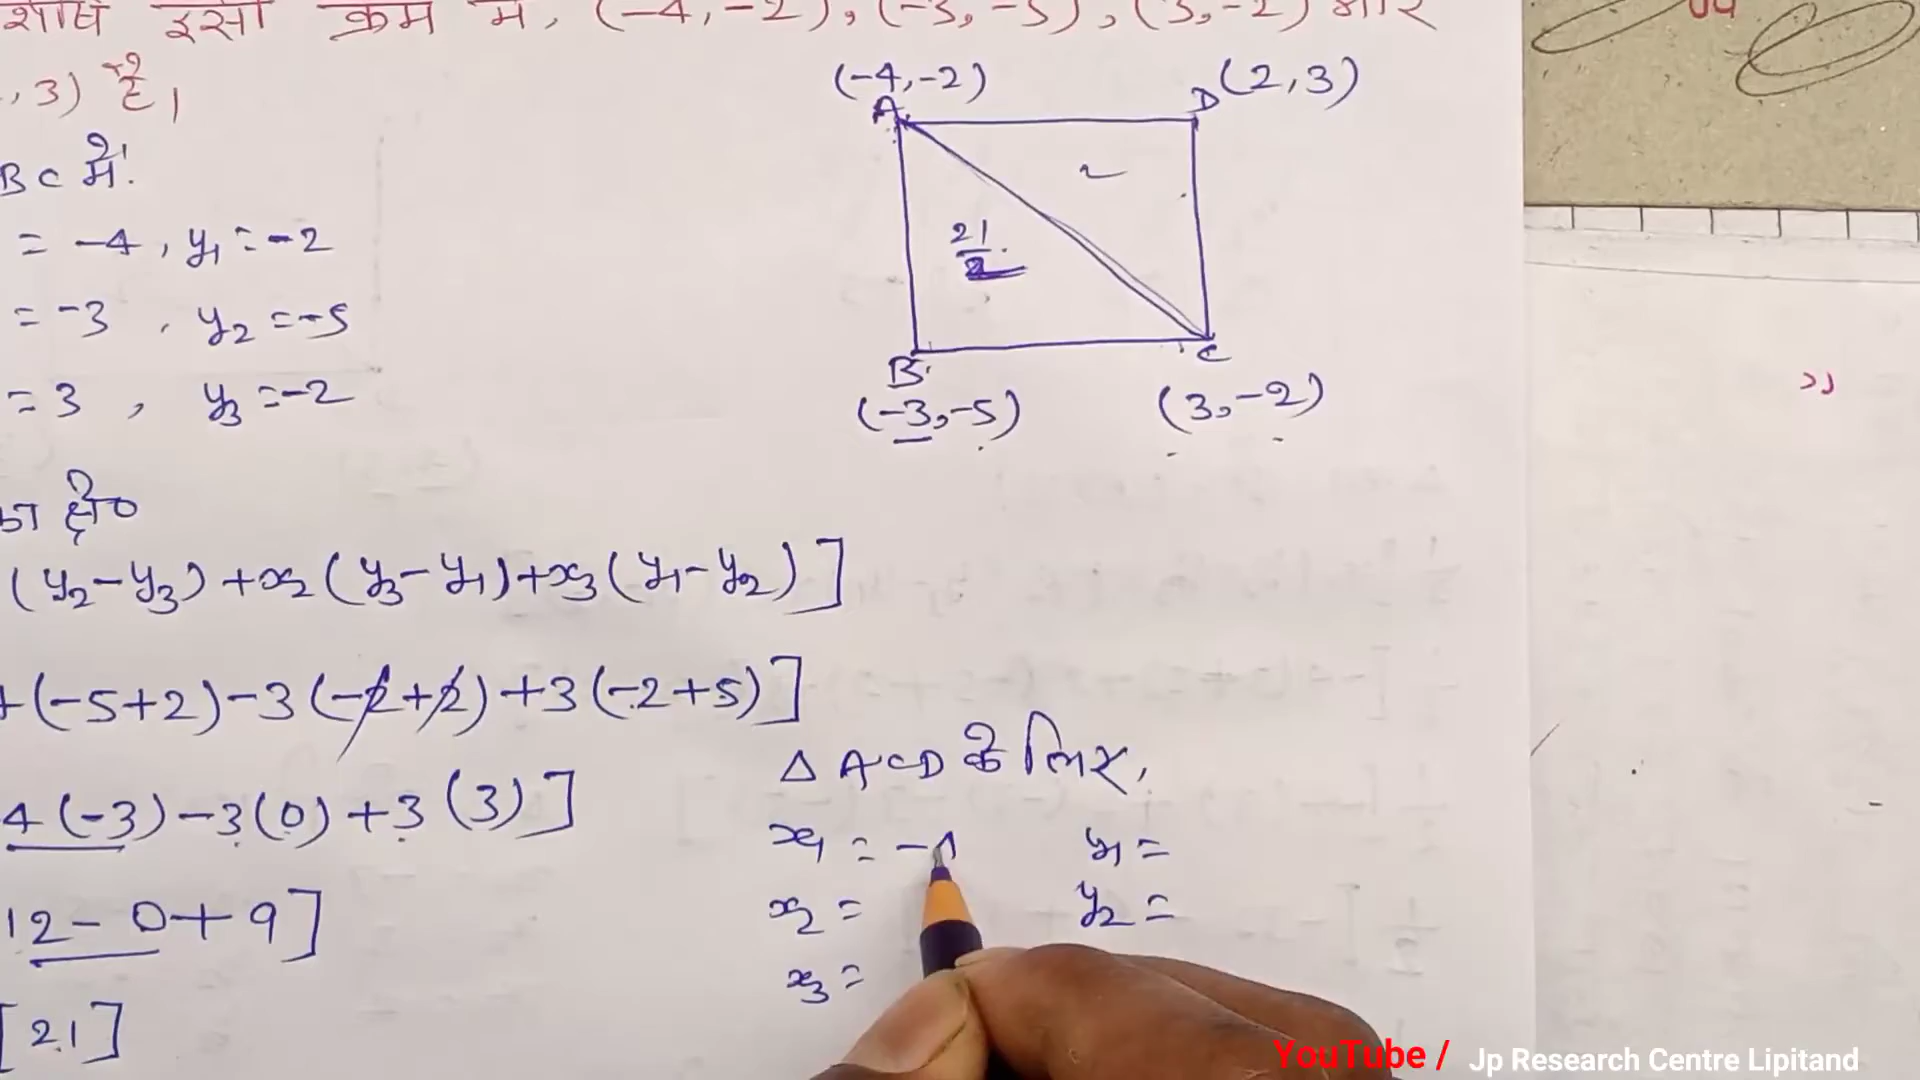 शीर्ष इसी क्रम में, (-4,-2), (-3,-5), (3,-2) और
, 3) हैं।
(-4,-2)
A
D (2,3)
BC में
= -4, y₁ = -2
= -3, y₂ = -5
= 3, y₃ = -2
21/2
B
(-3,-5)
C
(3,-2)
का क्षे०
(y₂-y₃) +x₂(y₃-y₁)+x₃(y₁-y₂)]
(-5+2)-3(-2+2)+3(-2+5)]
4(-3)-3(0)+3(3)]
12-0+9]
[21]
Δ ACD के लिए,
x₁ = -4 y₁ =
x₂ = y₂ =
x₃ =
YouTube / Jp Research Centre Lipitand